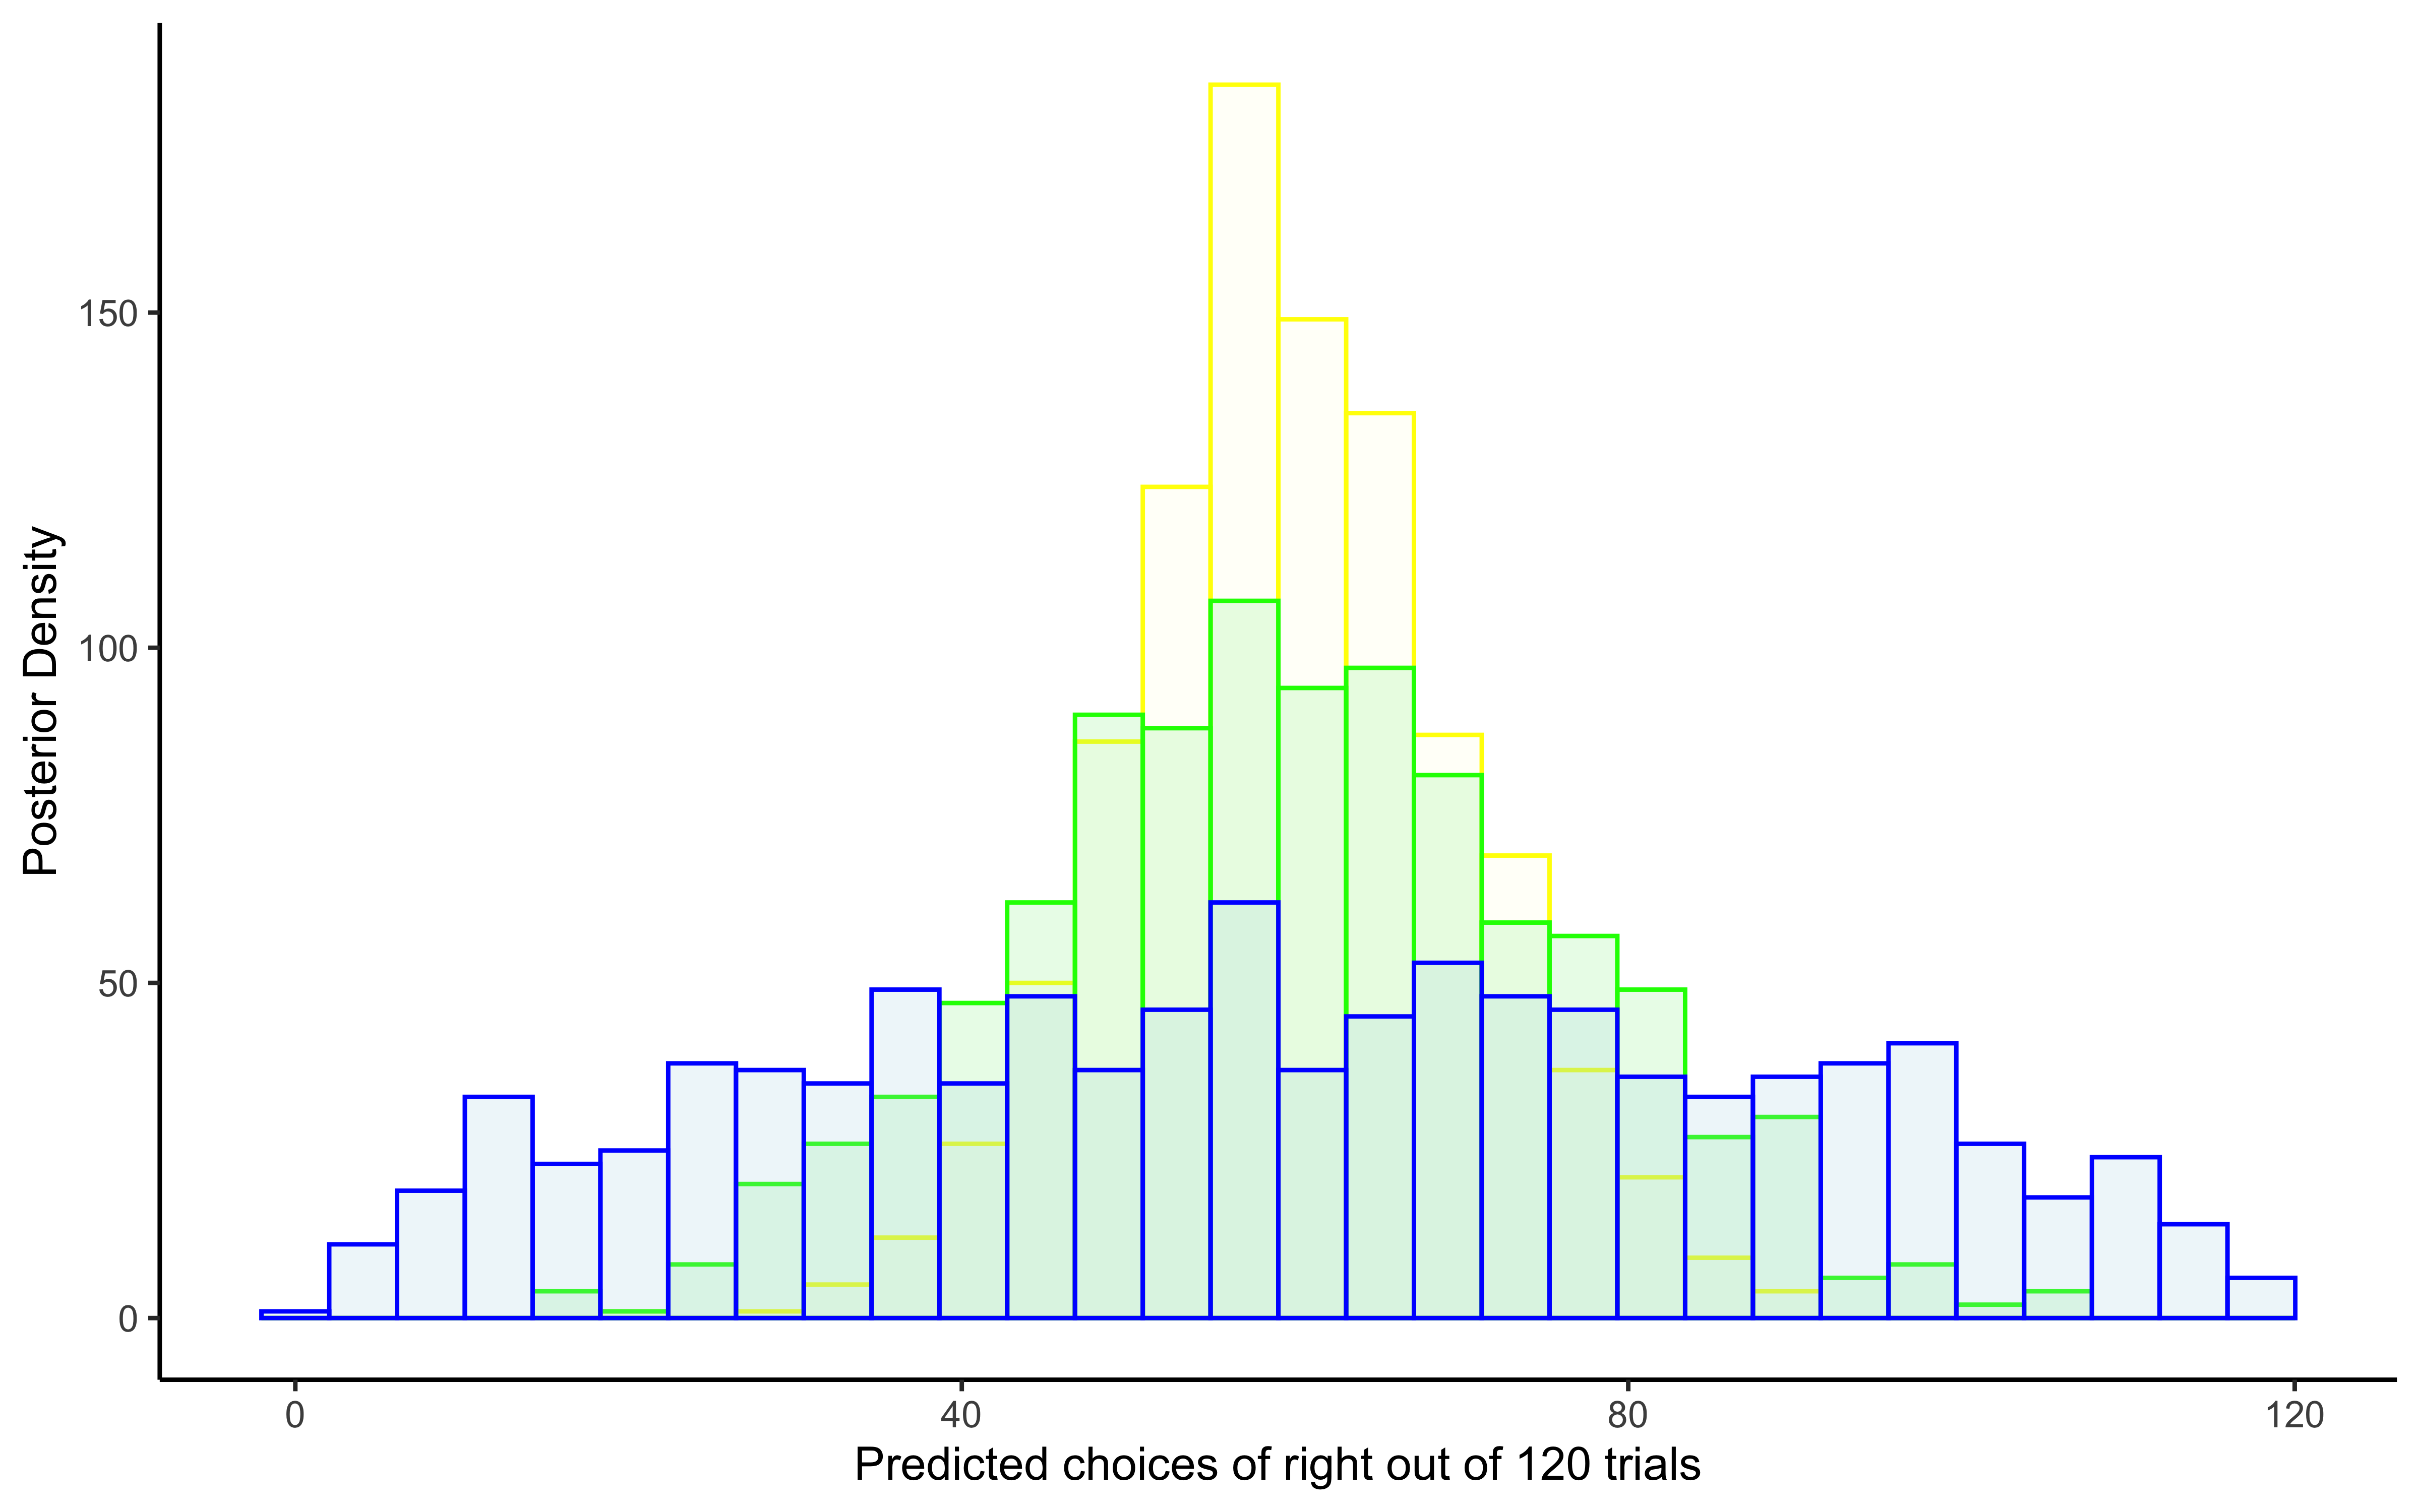 Posterior Density
150
100
50
0
0 40 80 120
Predicted choices of right out of 120 trials